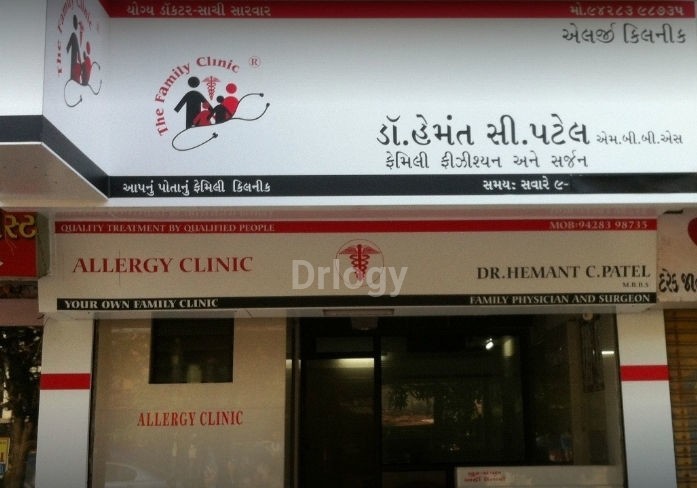 યોગ્ય ડૉકટર-સાચી સારવાર
મો.૯૪૨૮૩ ૯૮૭૩૫
એલર્જી ક્લિનીક
The Family Clinic ®
The Family Clinic ®
ડૉ.હેમંત સી.પટેલ એમ.બી.બી.એસ
ફેમિલી ફીઝીશ્યન અને સર્જન
આપનું પોતાનું ફેમિલી ક્લિનીક
સમય: સવારે ૯-
QUALITY TREATMENT BY QUALIFIED PEOPLE
MOB:94283 98735
ALLERGY CLINIC
Drlogy
DR.HEMANT C.PATEL
M.B.B.S
YOUR OWN FAMILY CLINIC
FAMILY PHYSICIAN AND SURGEON
દરેક
ALLERGY CLINIC